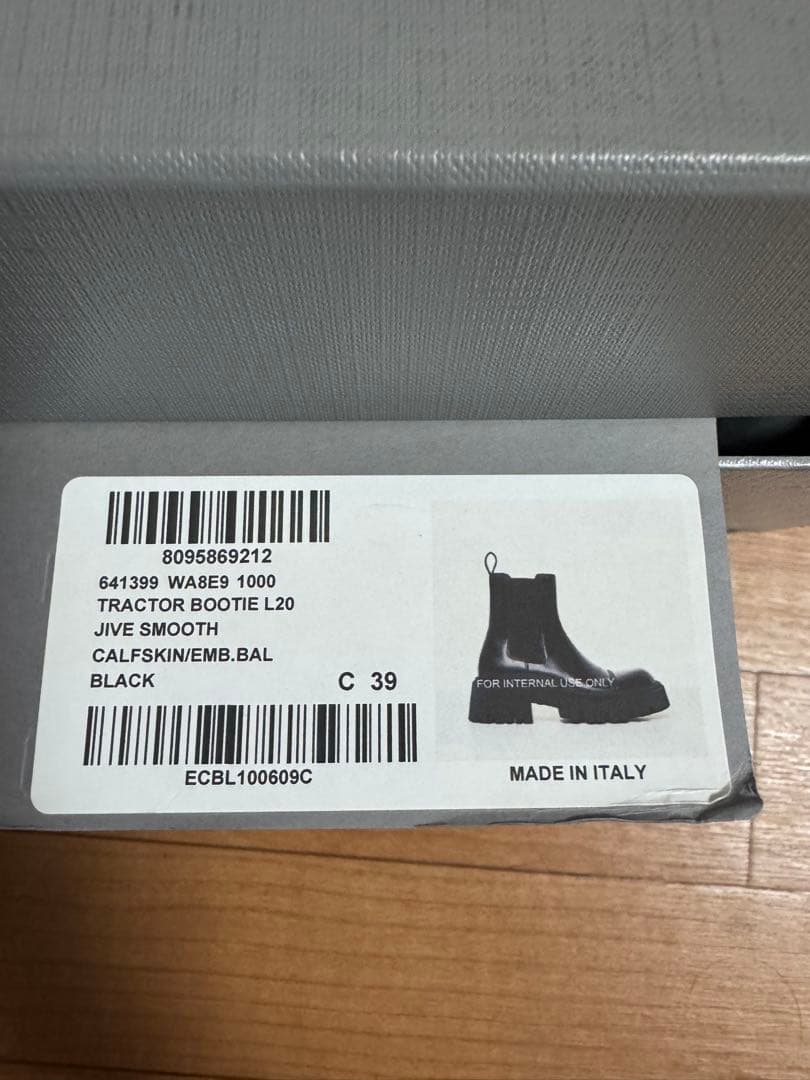 8095869212
641399 WA8E9 1000
TRACTOR BOOTIE L20
JIVE SMOOTH
CALFSKIN/EMB.BAL
BLACK
C 39
ECBL100609C
FOR INTERNAL USE ONLY
MADE IN ITALY